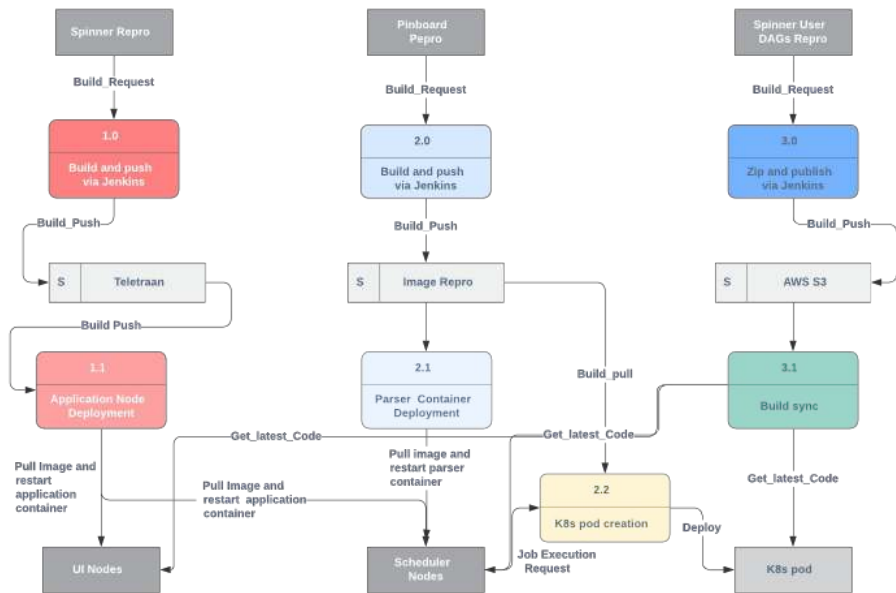 Spinner Repro
Pinboard
Pepro
Spinner User
DAGs Repro
Build_Request
Build_Request
Build_Request
1.0
Build and push
via Jenkins
2.0
Build and push
via Jenkins
3.0
Zip and publish
via Jenkins
Build_Push
Build_Push
Build_Push
S
Teletraan
S
Image Repro
S
AWS S3
Build Push
1.1
Application Node
Deployment
2.1
Parser Container
Deployment
Build_pull
3.1
Build sync
Get_latest_Code
Get_latest_Code
Pull Image and
restart
application
container
Pull Image and
restart application
container
Pull image and
restart parser
container
Get_latest_Code
2.2
K8s pod creation
Deploy
Job Execution
Request
UI Nodes
Scheduler
Nodes
K8s pod